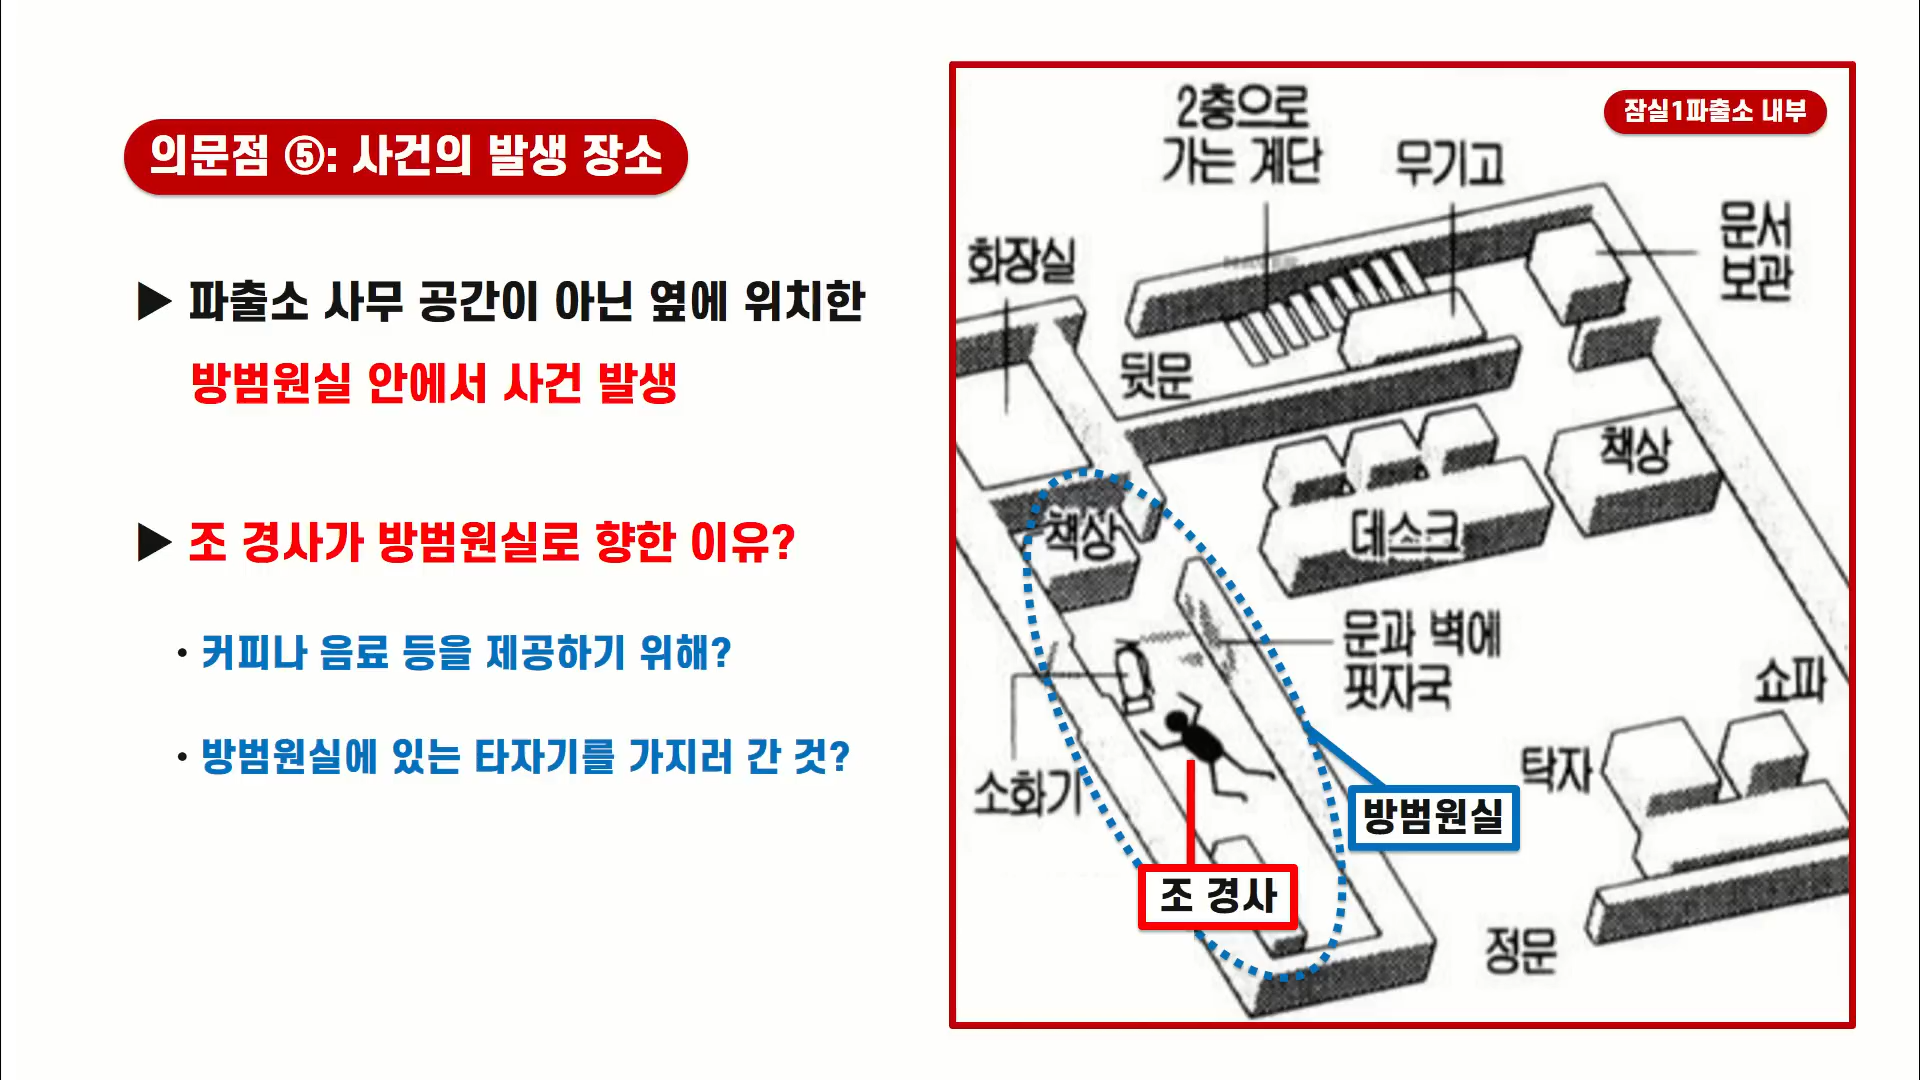 의문점 ⑤: 사건의 발생 장소
▶ 파출소 사무 공간이 아닌 옆에 위치한
방범원실 안에서 사건 발생
▶ 조 경사가 방범원실로 향한 이유?
· 커피나 음료 등을 제공하기 위해?
· 방범원실에 있는 타자기를 가지러 간 것?
잠실1파출소 내부
2층으로
가는 계단
무기고
문서
보관
화장실
뒷문
책상
책상
데스크
문과 벽에
핏자국
쇼파
탁자
소화기
방범원실
조 경사
정문